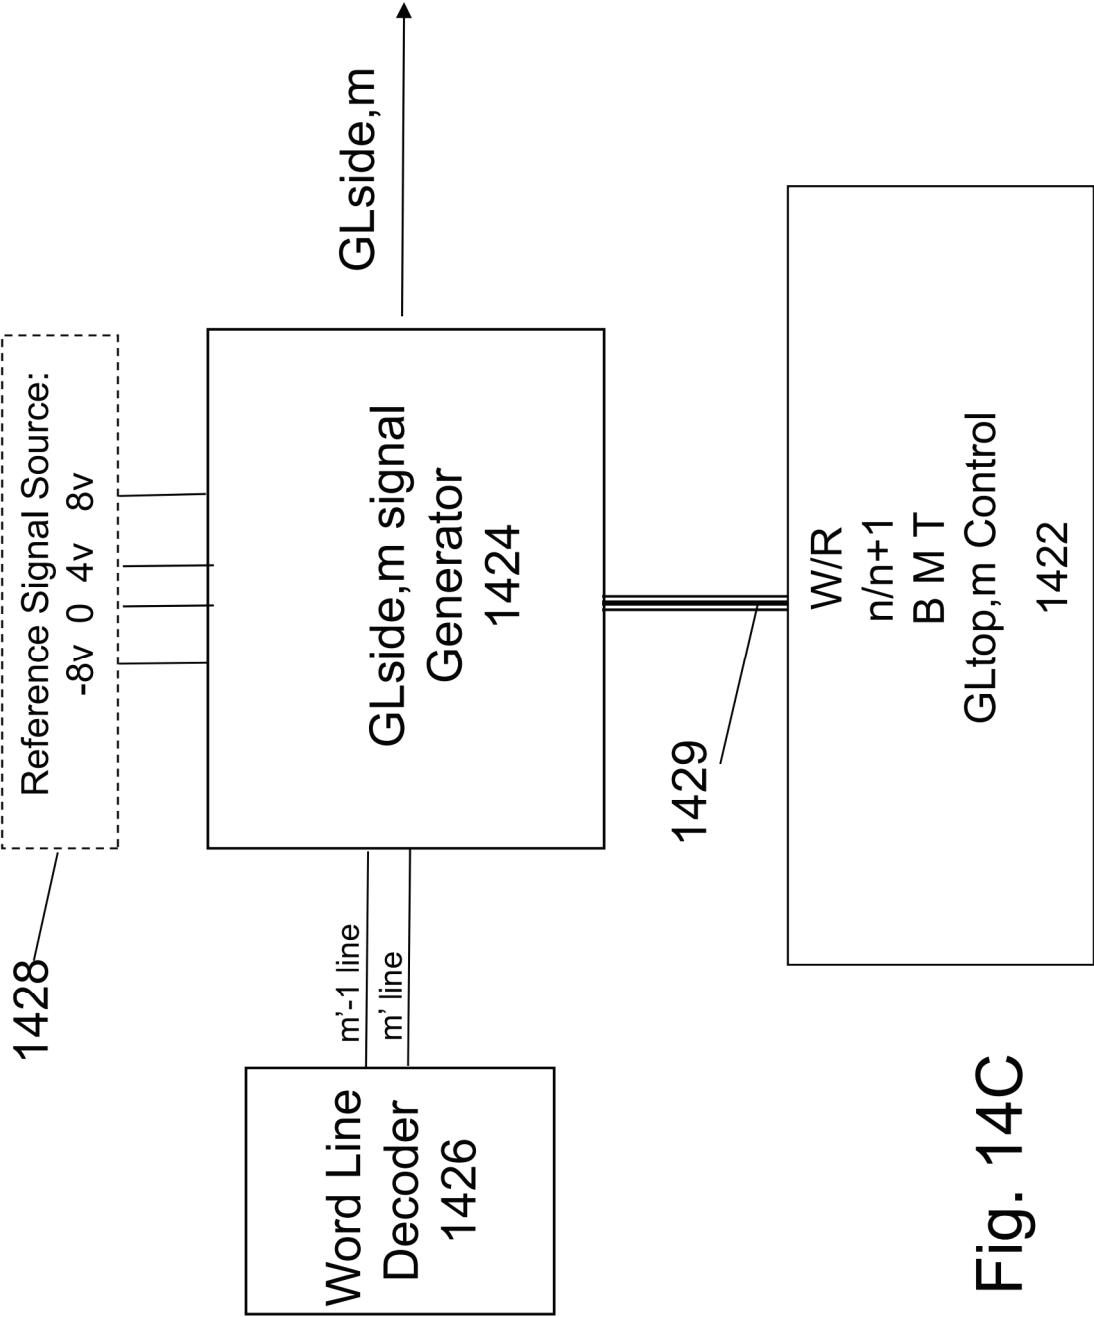 1428
Reference Signal Source:
-8v 0 4v 8v
Word Line
Decoder
1426
m'-1 line
m' line
GLside,m signal
Generator
1424
GLside,m
1429
W/R
n/n+1
B M T
GLtop,m Control
1422
Fig. 14C